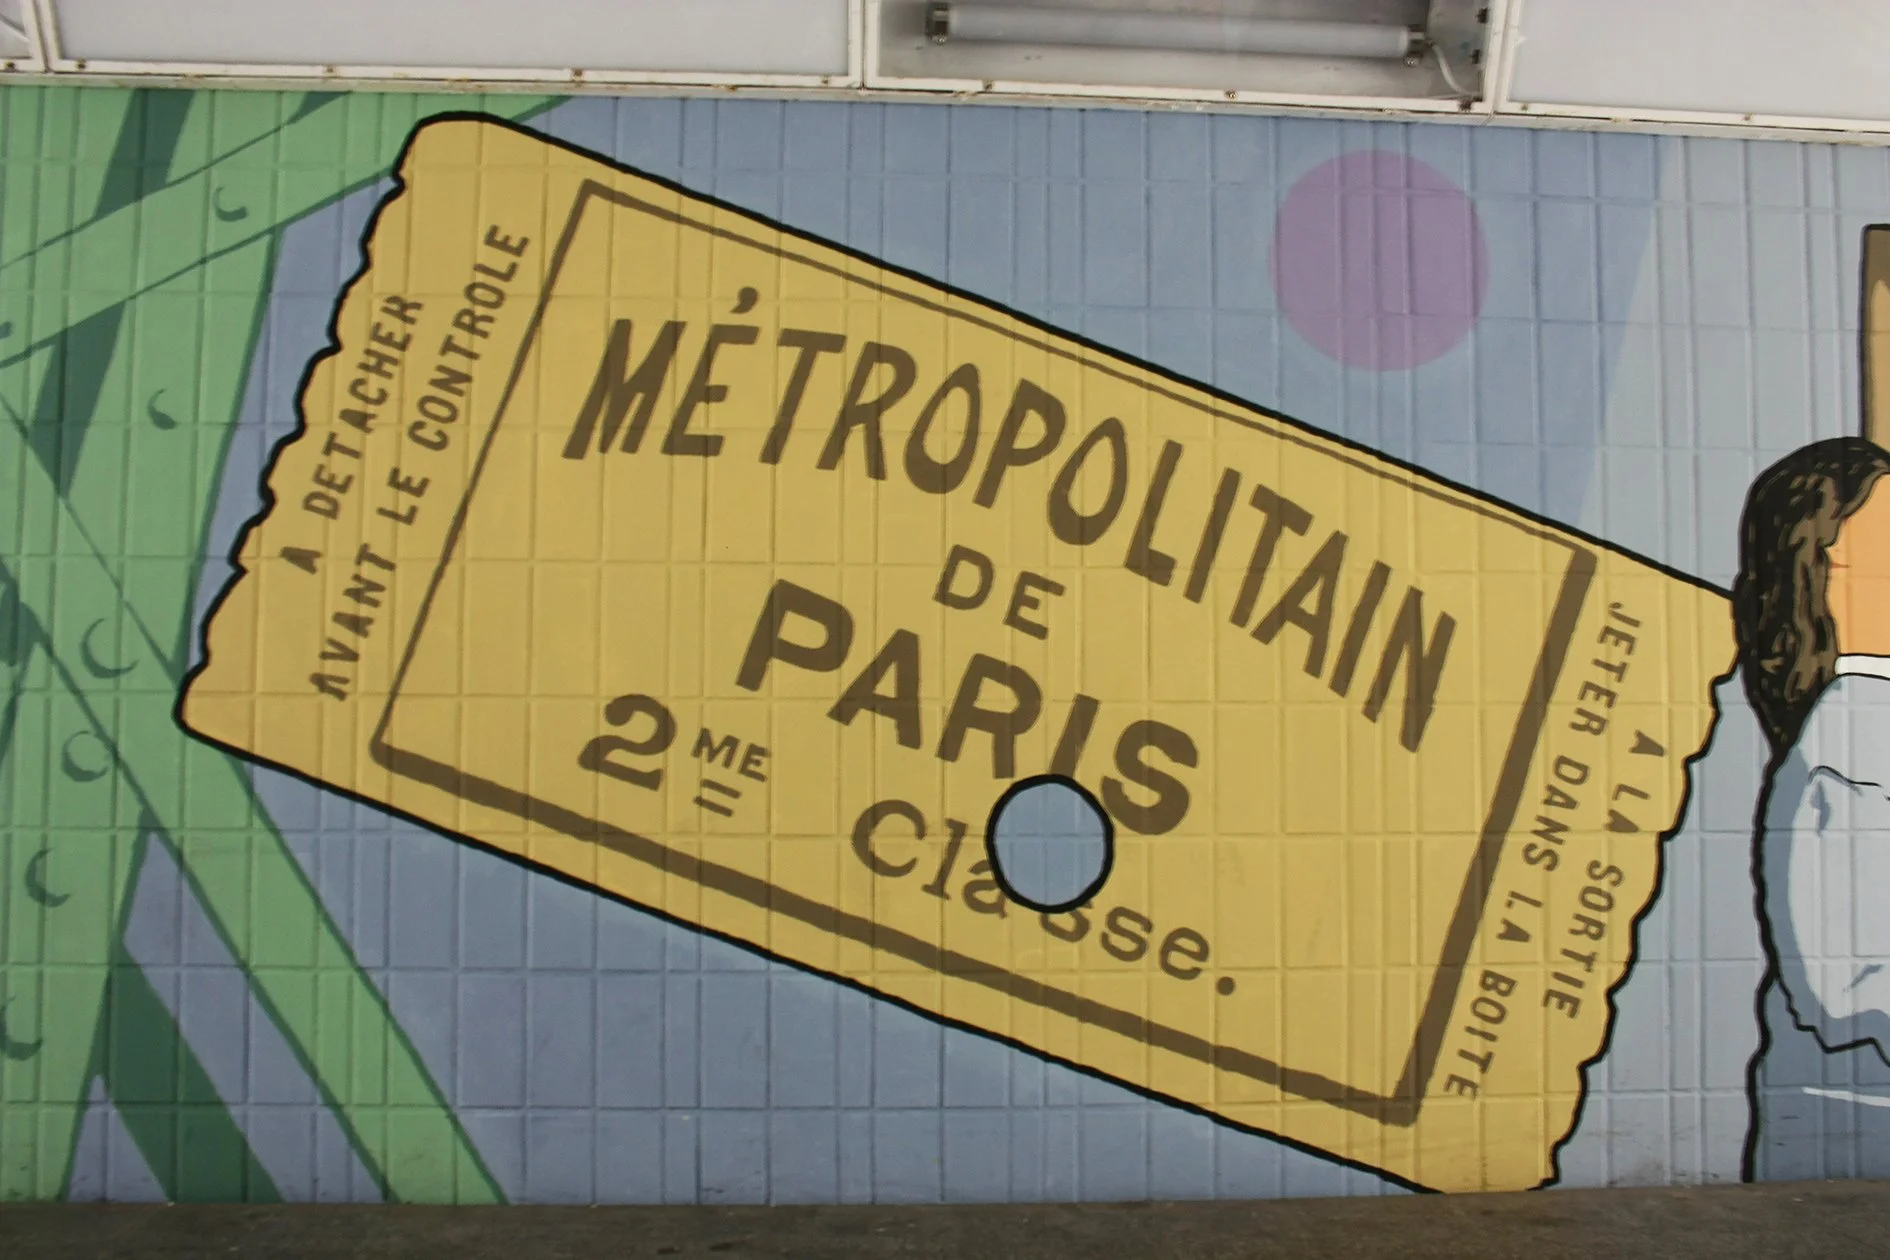 A DETACHER
AVANT LE CONTROLE
MÉTROPOLITAIN
DE
PARIS
2ME
Classe.
A LA SORTIE
JETER DANS LA BOITE